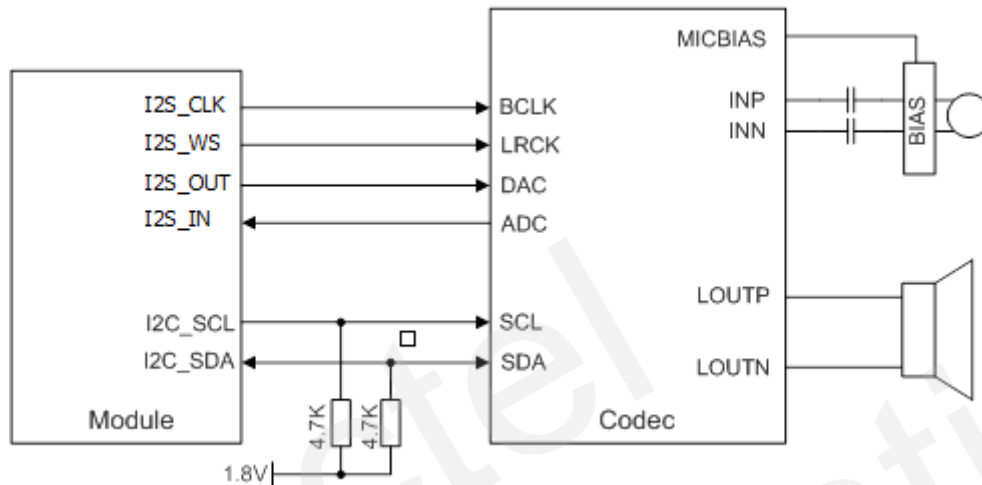 MICBIAS
I2S_CLK
BCLK
INP
I2S_WS
LRCK
INN
BIAS
I2S_OUT
DAC
I2S_IN
ADC
LOUTP
I2C_SCL
SCL
I2C_SDA
SDA
LOUTN
4.7K
4.7K
Module
Codec
1.8V